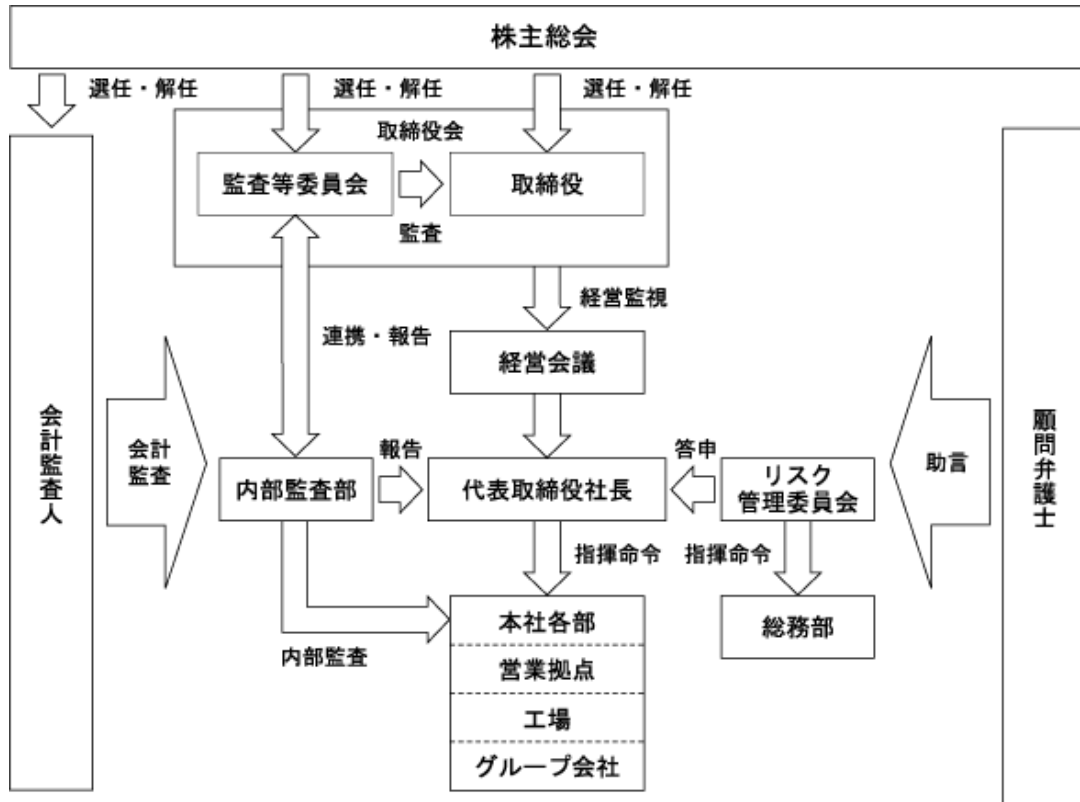 株主総会
選任・解任
選任・解任
選任・解任
取締役会
監査等委員会
取締役
監査
経営監視
連携・報告
経営会議
会計監査人
会計
監査
顧問弁護士
助言
報告
答申
内部監査部
代表取締役社長
リスク
管理委員会
指揮命令
指揮命令
本社各部
総務部
内部監査
営業拠点
工場
グループ会社